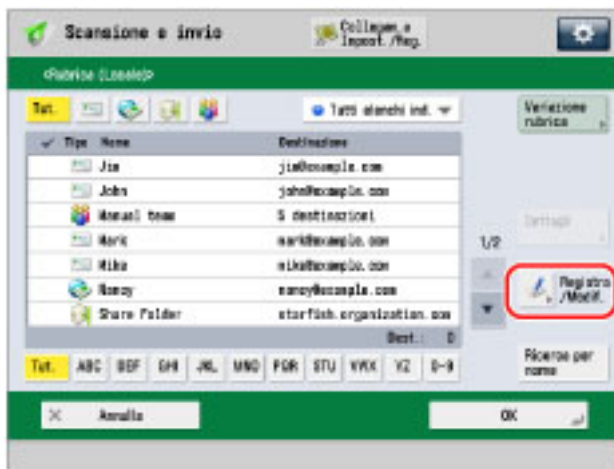 Scansione e invio
Collegam. a
Impost./Reg.
<Rubrica (Locale)>
Tut.
Tutti elenchi ind.
Variazione
rubrica
Tipo Nome Destinazione
Jim jim@example.com
John john@example.com
Manual team 5 destinazioni
Mark mark@example.com
Mike mike@example.com
Nancy nancy@example.com
Share Folder starfish.organization.com
Dettagli
1/2
Registra
/Modif.
Dest.: 0
Tut. ABC DEF GHI JKL MNO PQR STU VWX YZ 0-9
Ricerca per
nome
Annulla
OK